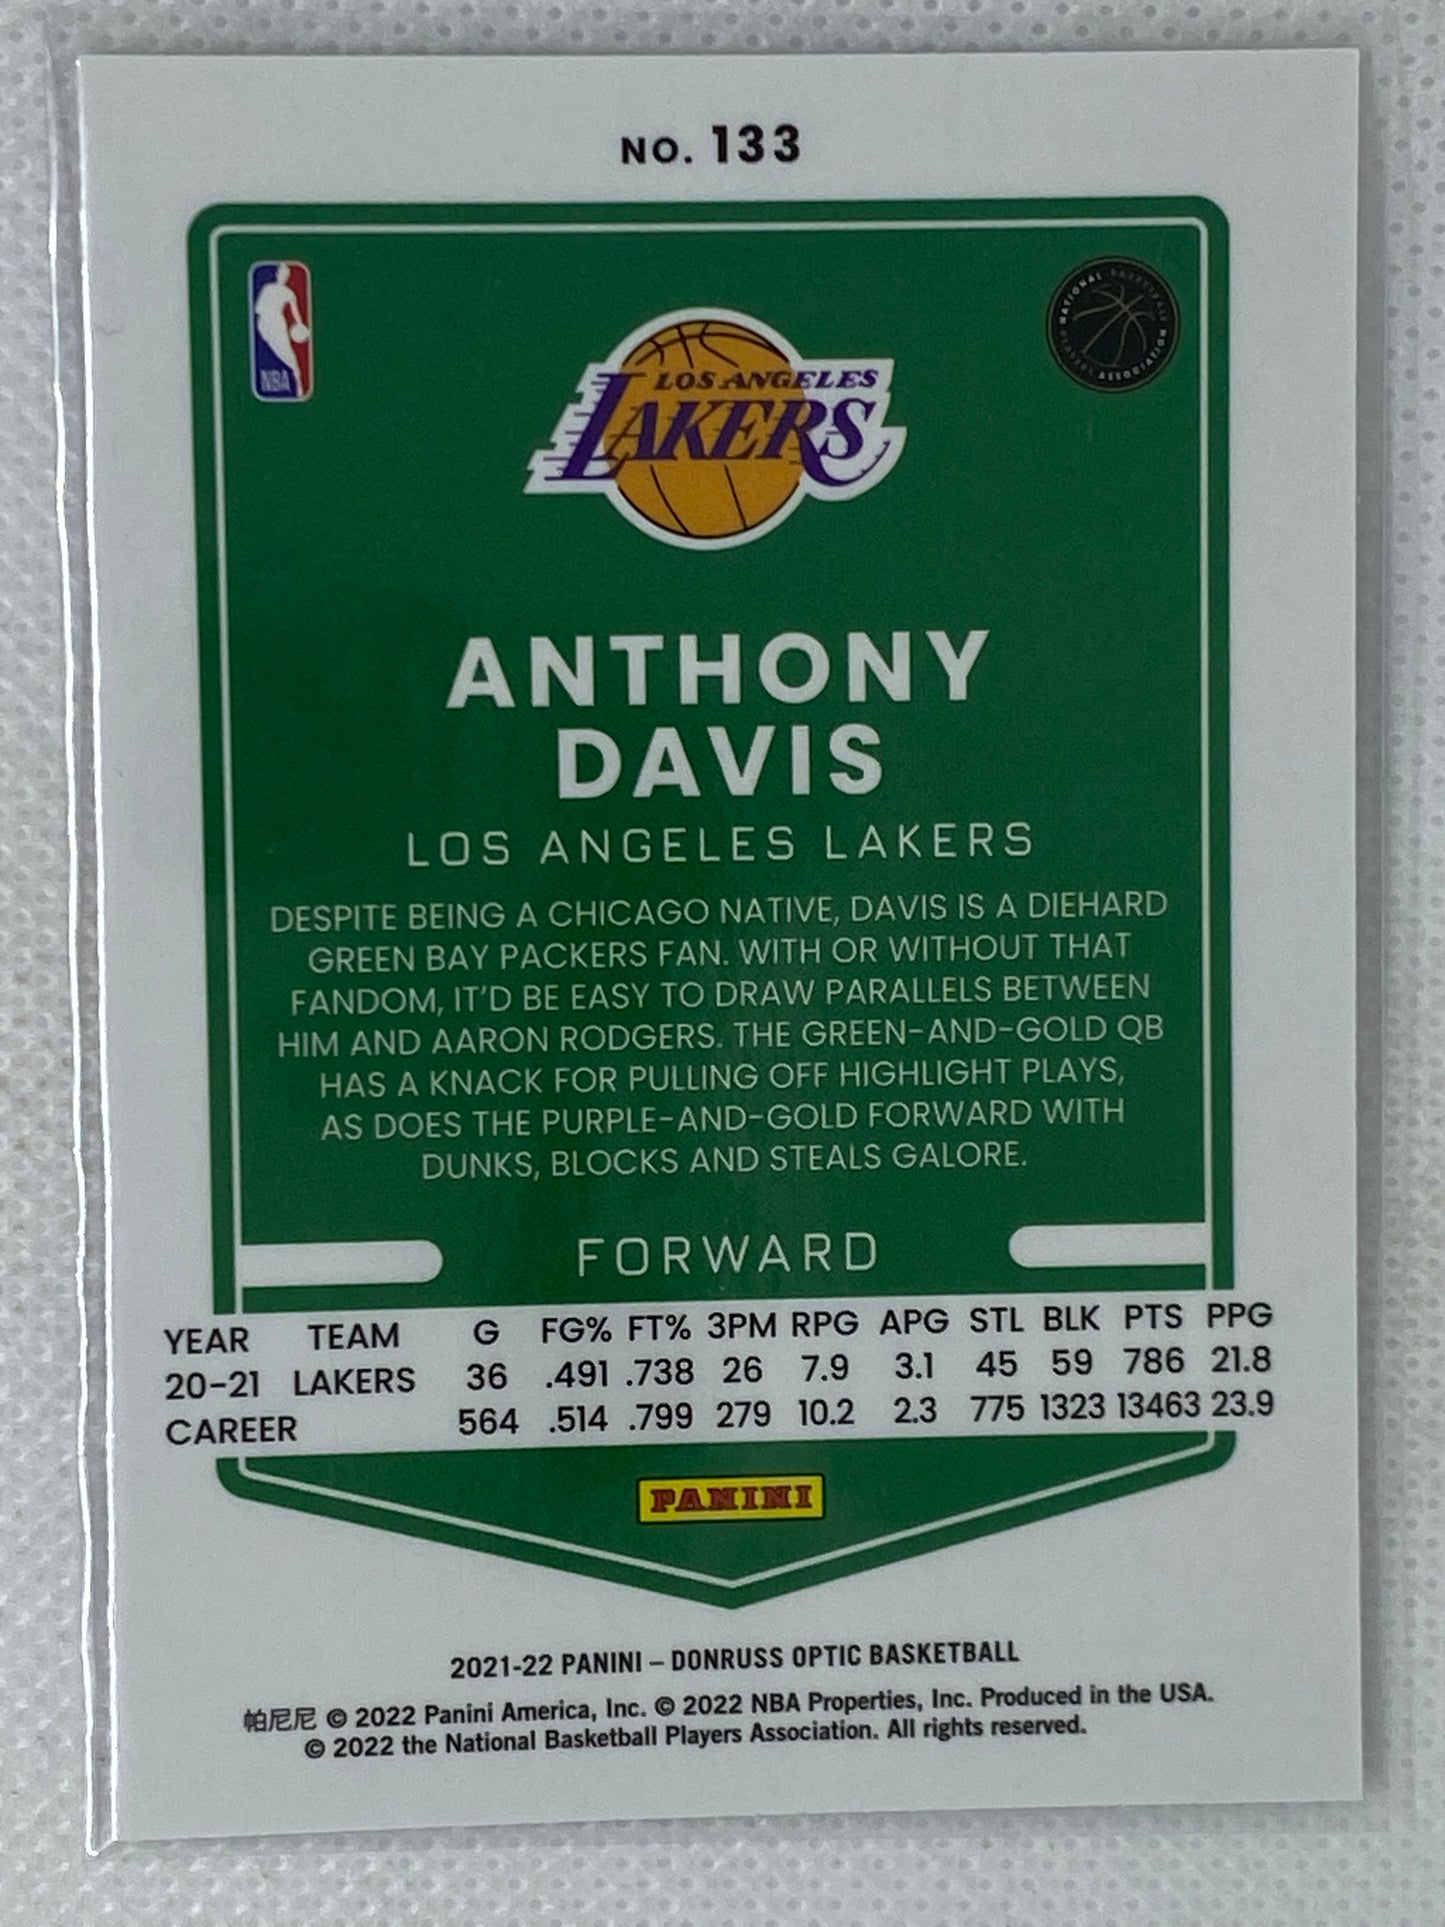 NO. 133
NBA
NATIONAL BASKETBALL PLAYERS ASSOCIATION
LOS ANGELES
LAKERS
ANTHONY
DAVIS
LOS ANGELES LAKERS
DESPITE BEING A CHICAGO NATIVE, DAVIS IS A DIEHARD
GREEN BAY PACKERS FAN. WITH OR WITHOUT THAT
FANDOM, IT'D BE EASY TO DRAW PARALLELS BETWEEN
HIM AND AARON RODGERS. THE GREEN-AND-GOLD QB
HAS A KNACK FOR PULLING OFF HIGHLIGHT PLAYS,
AS DOES THE PURPLE-AND-GOLD FORWARD WITH
DUNKS, BLOCKS AND STEALS GALORE.
FORWARD
YEAR TEAM G FG% FT% 3PM RPG APG STL BLK PTS PPG
20-21 LAKERS 36 .491 .738 26 7.9 3.1 45 59 786 21.8
CAREER 564 .514 .799 279 10.2 2.3 775 1323 13463 23.9
PANINI
2021-22 PANINI – DONRUSS OPTIC BASKETBALL
帕尼尼 © 2022 Panini America, Inc. © 2022 NBA Properties, Inc. Produced in the USA.
© 2022 the National Basketball Players Association. All rights reserved.